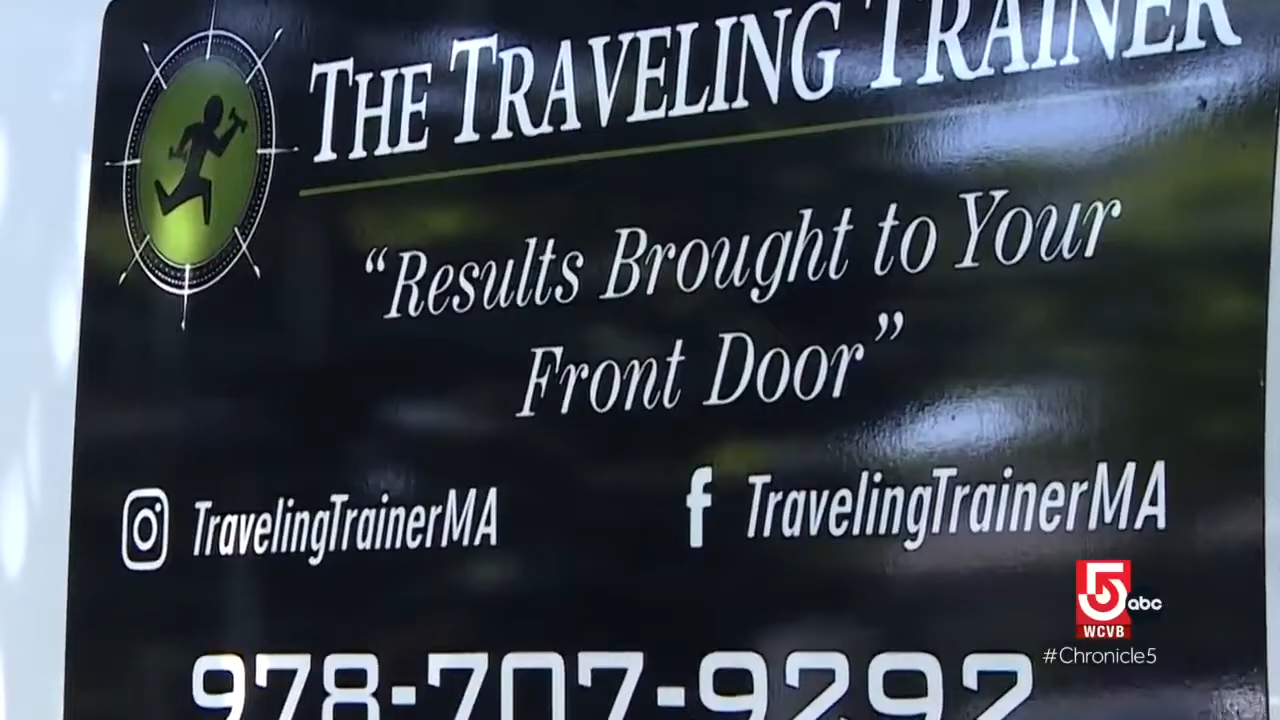 THE TRAVELING TRAINER
“Results Brought to Your
Front Door”
TravelingTrainerMA
f TravelingTrainerMA
978-707-9292
5 abc
WCVB
#Chronicle5